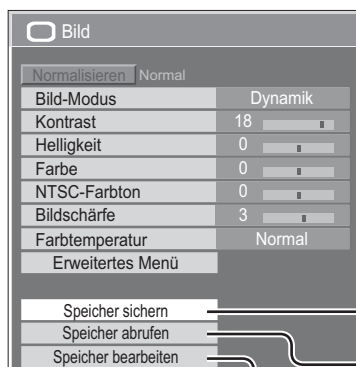 Bild
Normalisieren Normal
Bild-Modus Dynamik
Kontrast 18
Helligkeit 0
Farbe 0
NTSC-Farbton 0
Bildschärfe 3
Farbtemperatur Normal
Erweitertes Menü
Speicher sichern
Speicher abrufen
Speicher bearbeiten